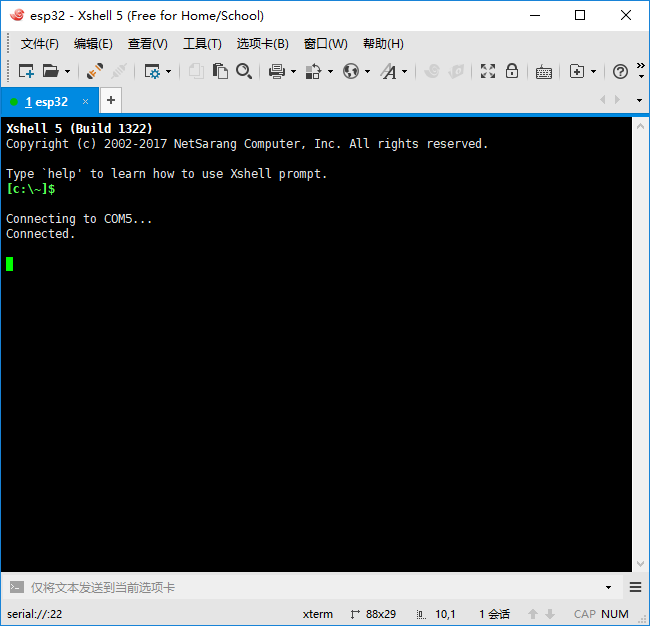 esp32 - Xshell 5 (Free for Home/School)
文件(F) 编辑(E) 查看(V) 工具(T) 选项卡(B) 窗口(W) 帮助(H)
1 esp32 × +
Xshell 5 (Build 1322)
Copyright (c) 2002-2017 NetSarang Computer, Inc. All rights reserved.
Type `help' to learn how to use Xshell prompt.
[c:\~]$
Connecting to COM5...
Connected.
仅将文本发送到当前选项卡
serial://:22 xterm 88x29 10,1 1 会话 CAP NUM